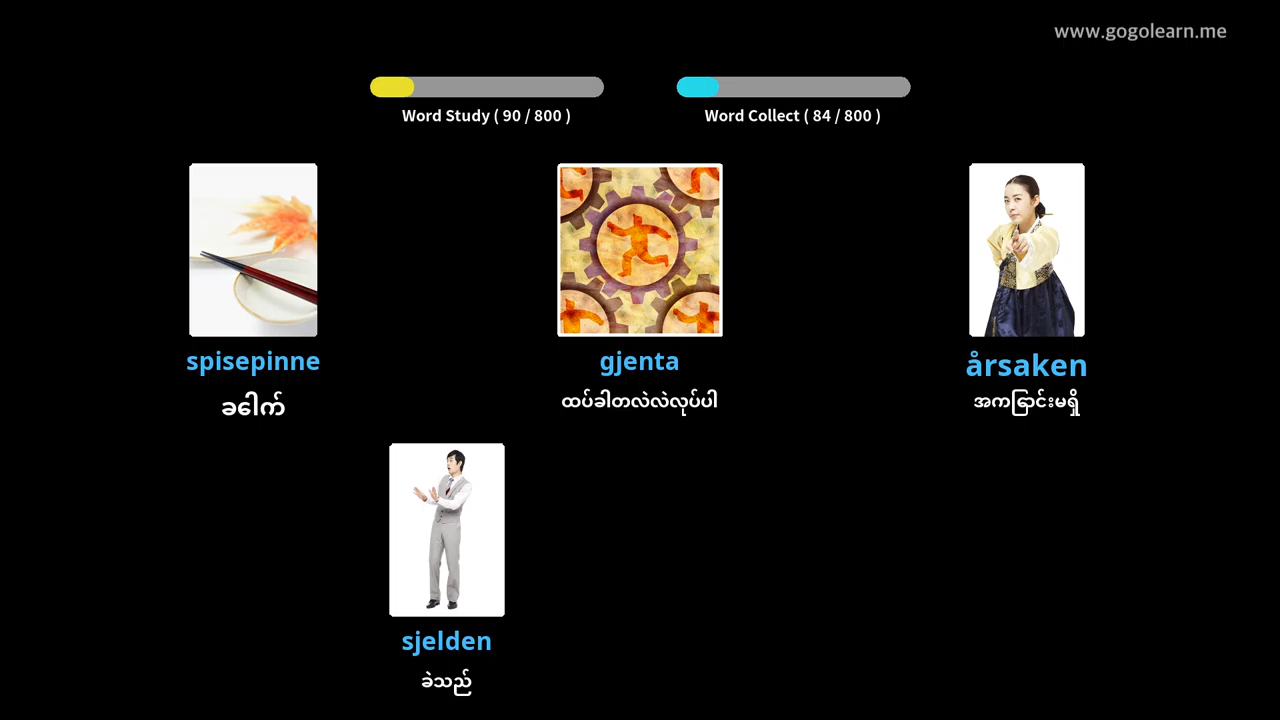 www.gogolearn.me
Word Study ( 90 / 800 )
Word Collect ( 84 / 800 )
spisepinne
gjenta
årsaken
ခေါက်
ထပ်ခါတလဲလဲလုပ်ပါ
အကြောင်းမရှိ
sjelden
ခဲသည်